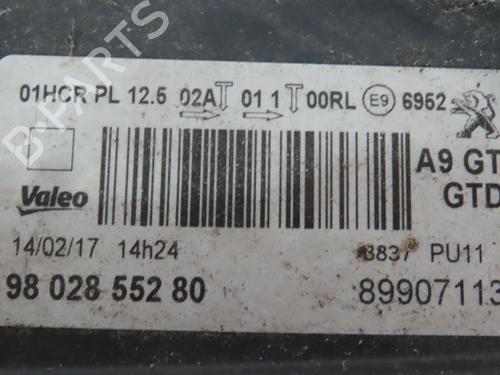 01HCR PL 12.5 02A 01 1 00RL E9 6952
A9 GT
Valeo
GTD
14/02/17 14h24
3837 PU11
98 028 552 80
89907113